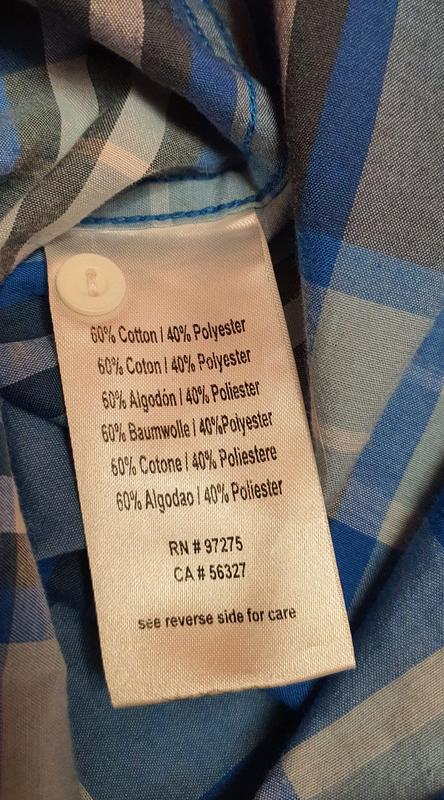 60% Cotton / 40% Polyester
60% Coton / 40% Polyester
60% Algodón / 40% Poliester
60% Baumwolle / 40%Polyester
60% Cotone / 40% Poliestere
60% Algodao / 40% Poliester
RN # 97275
CA # 56327
see reverse side for care